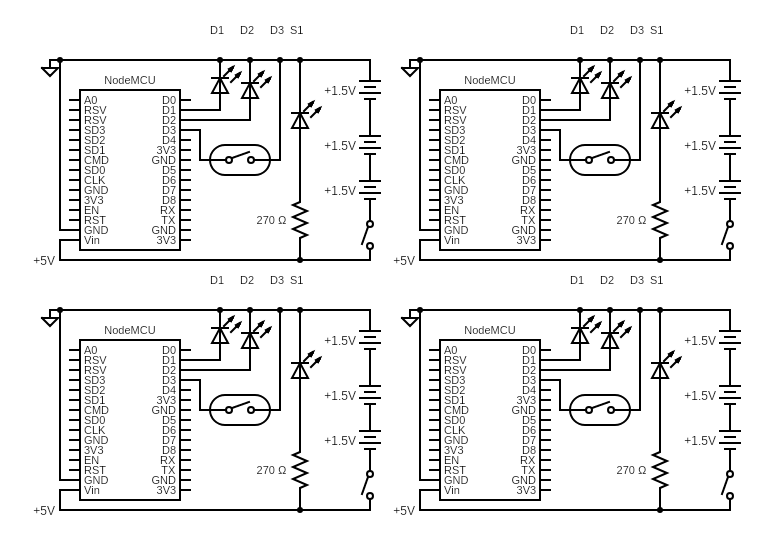 D1 D2 D3 S1 D1 D2 D3 S1
NodeMCU NodeMCU
+1.5V +1.5V
A0 D0 A0 D0
RSV D1 RSV D1
RSV D2 RSV D2
SD3 D3 SD3 D3
SD2 D4 SD2 D4
+1.5V +1.5V
SD1 3V3 SD1 3V3
CMD GND CMD GND
SD0 D5 SD0 D5
CLK D6 CLK D6
GND D7 GND D7
+1.5V +1.5V
3V3 D8 3V3 D8
EN RX EN RX
RST TX 270 Ω RST TX 270 Ω
GND GND GND GND
Vin 3V3 Vin 3V3
+5V +5V
D1 D2 D3 S1 D1 D2 D3 S1
NodeMCU NodeMCU
+1.5V +1.5V
A0 D0 A0 D0
RSV D1 RSV D1
RSV D2 RSV D2
SD3 D3 SD3 D3
SD2 D4 SD2 D4
+1.5V +1.5V
SD1 3V3 SD1 3V3
CMD GND CMD GND
SD0 D5 SD0 D5
CLK D6 CLK D6
GND D7 GND D7
+1.5V +1.5V
3V3 D8 3V3 D8
EN RX EN RX
RST TX 270 Ω RST TX 270 Ω
GND GND GND GND
Vin 3V3 Vin 3V3
+5V +5V